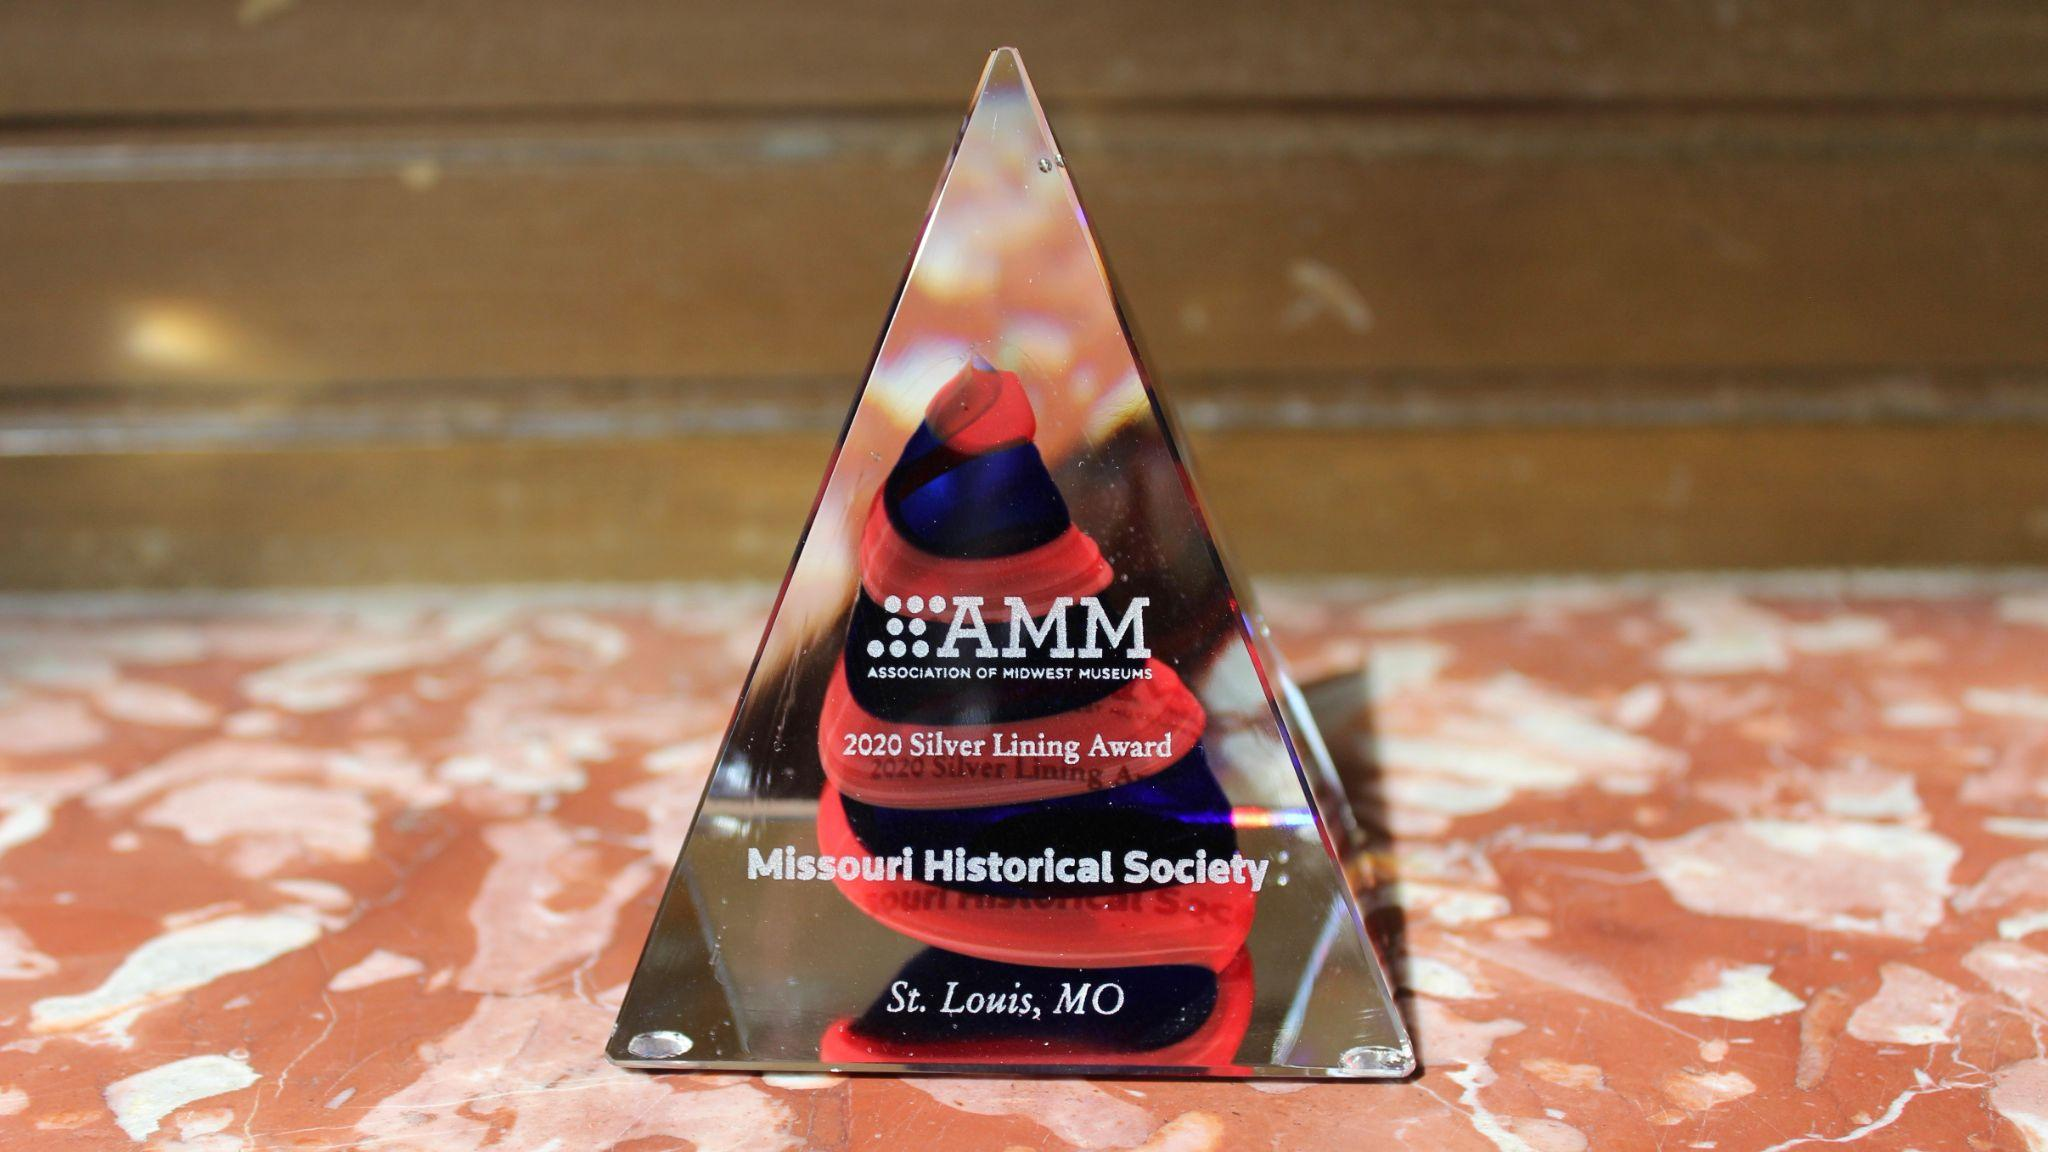 AMM
ASSOCIATION OF MIDWEST MUSEUMS
2020 Silver Lining Award
Missouri Historical Society
St. Louis, MO